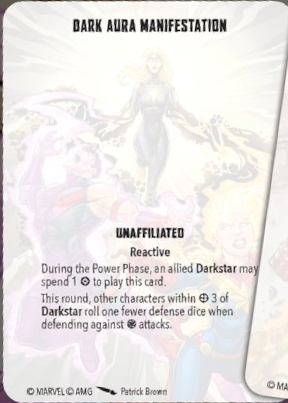 DARK AURA MANIFESTATION
UNAFFILIATED
Reactive
During the Power Phase, an allied Darkstar may
spend 1 to play this card.
This round, other characters within 3 of
Darkstar roll one fewer defense dice when
defending against attacks.
© MARVEL © AMG Patrick Brown
© MA